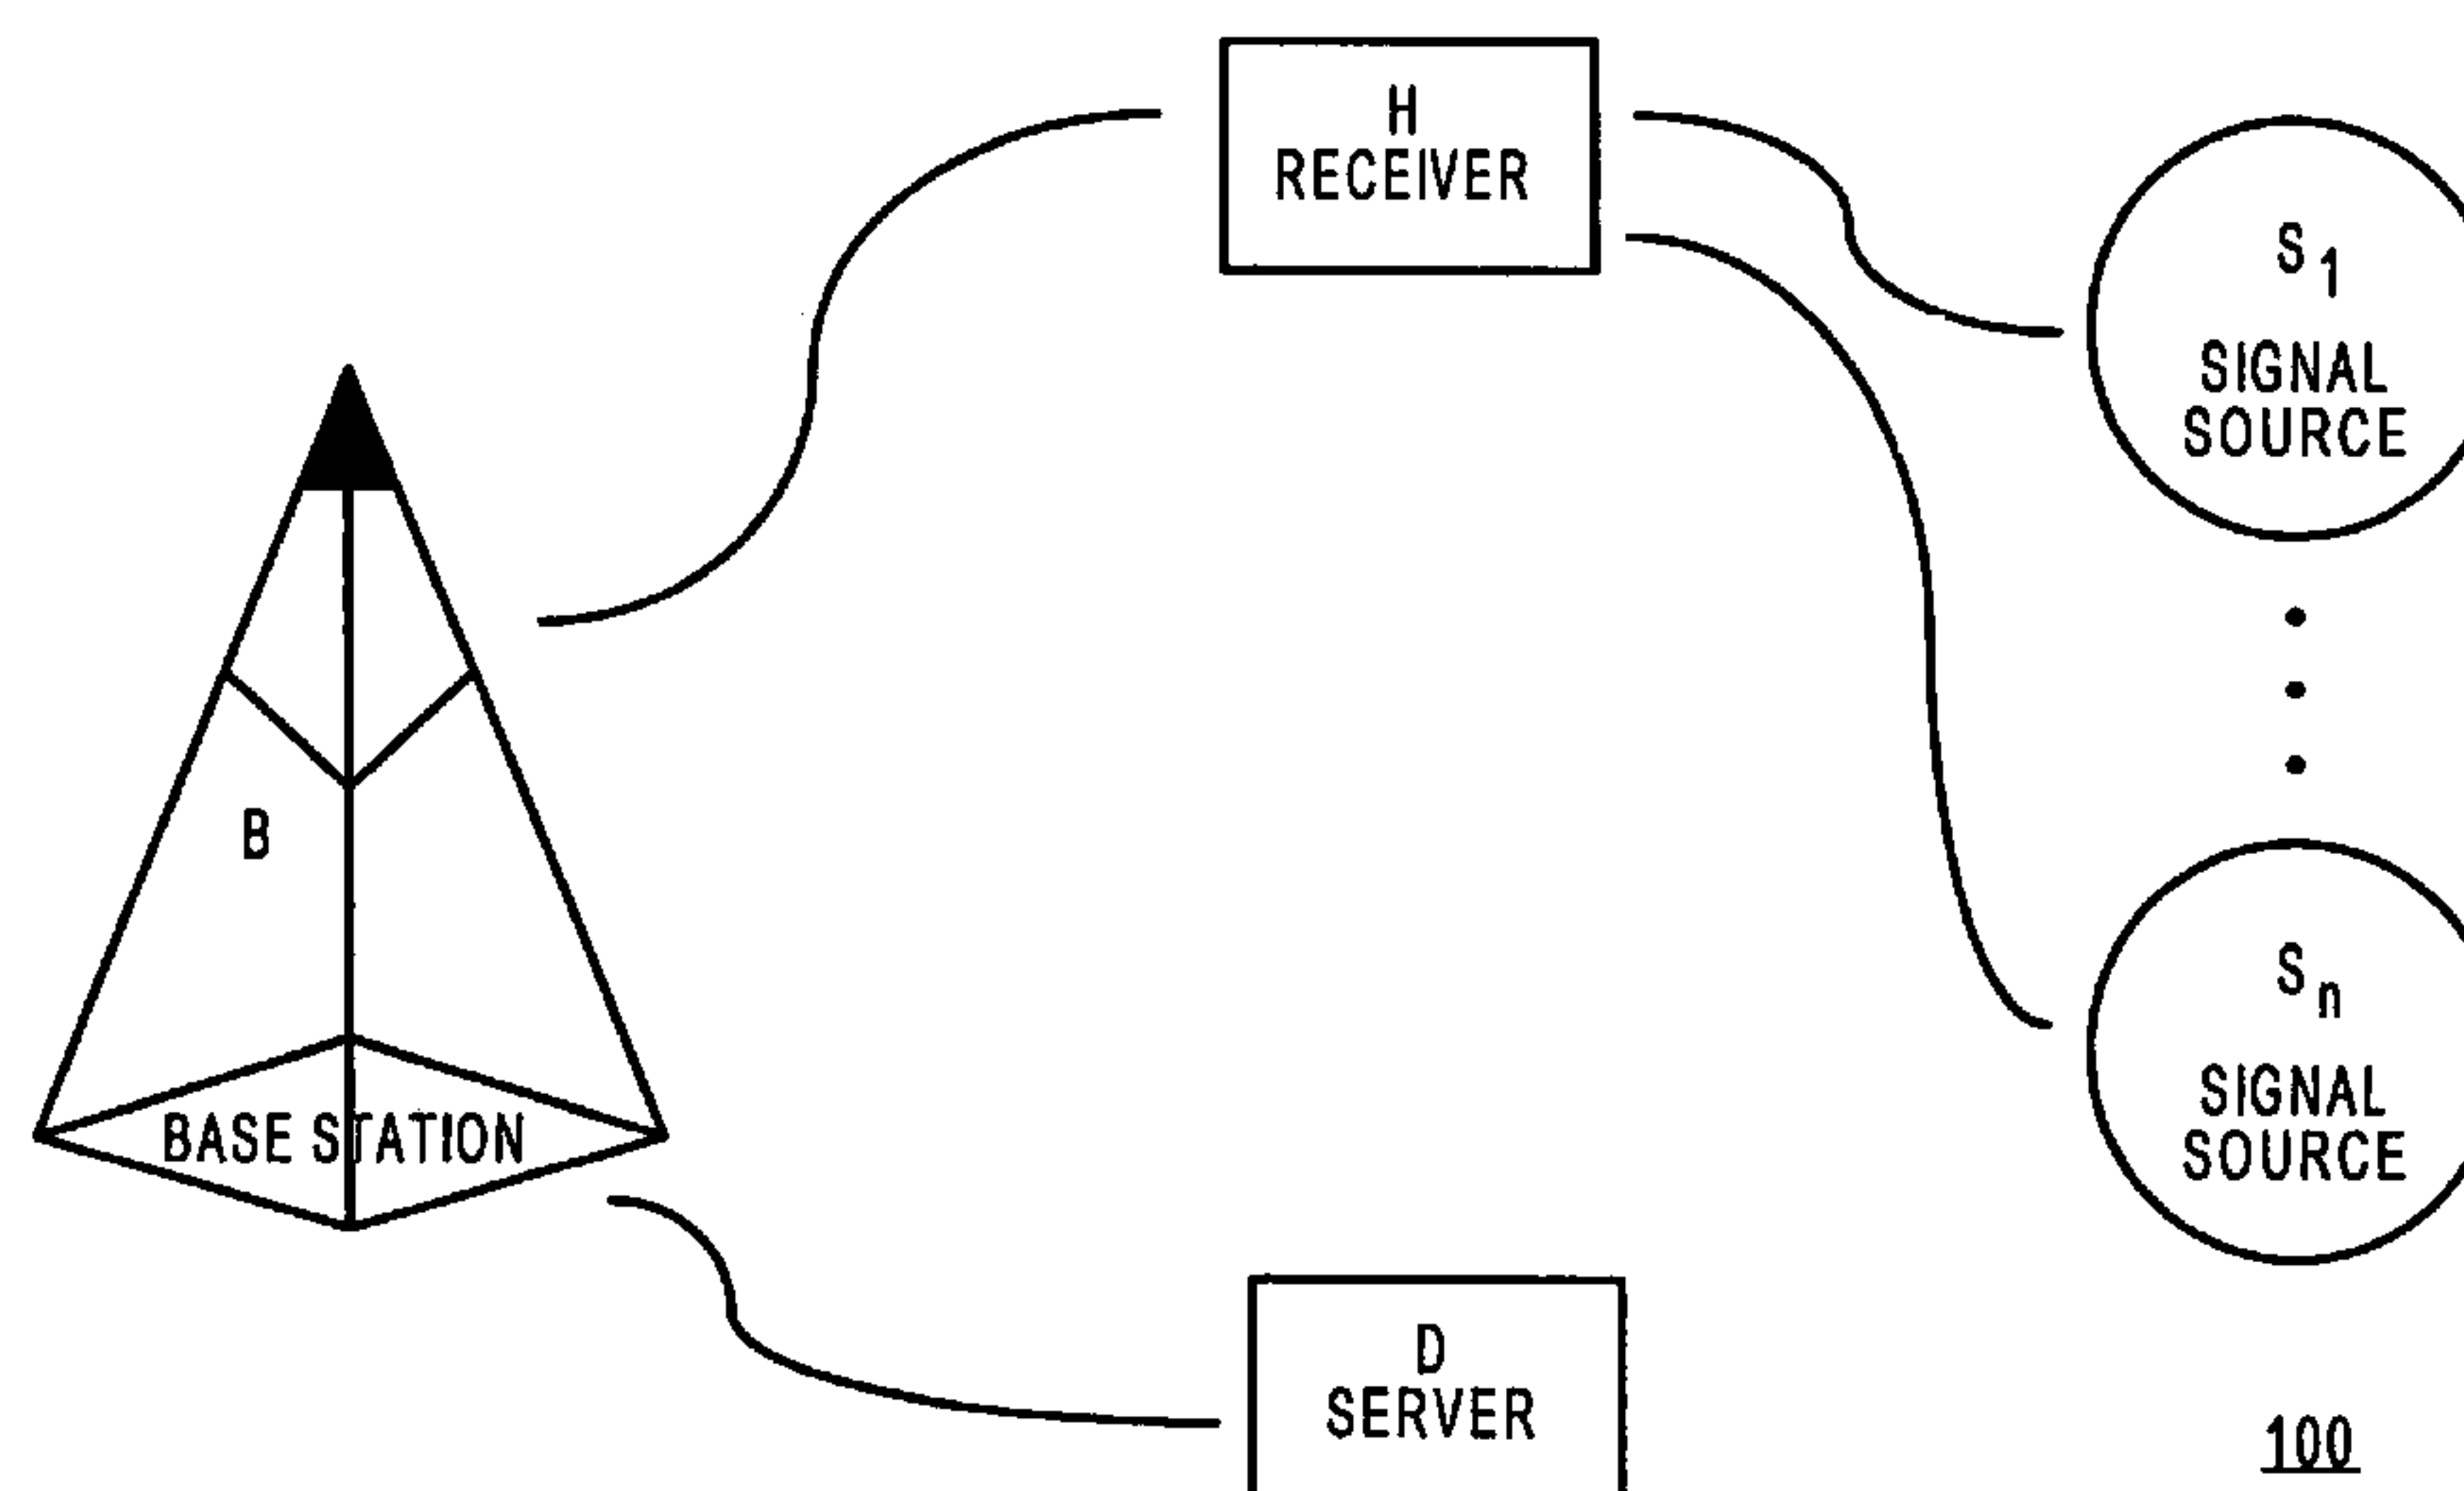 H
RECEIVER
S1
SIGNAL
SOURCE
B
Sn
SIGNAL
SOURCE
BASE STATION
D
SERVER
100